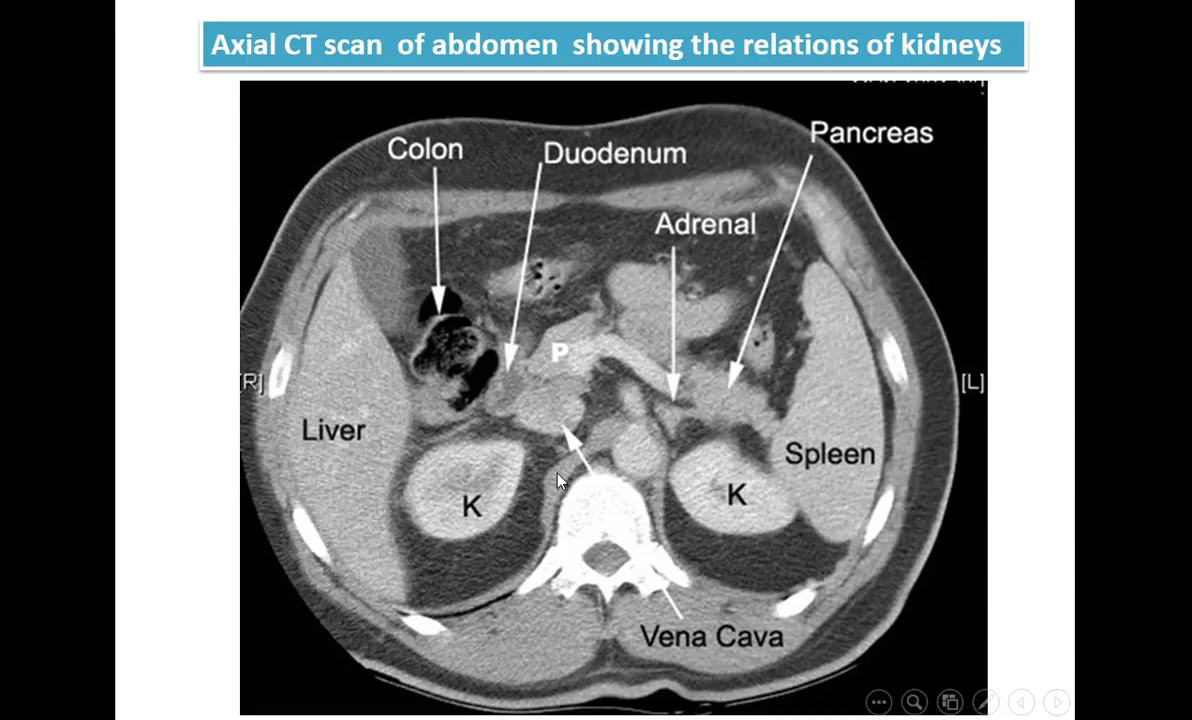 Axial CT scan of abdomen showing the relations of kidneys
Colon
Duodenum
Pancreas
Adrenal
P
[R]
[L]
Liver
Spleen
K
K
Vena Cava